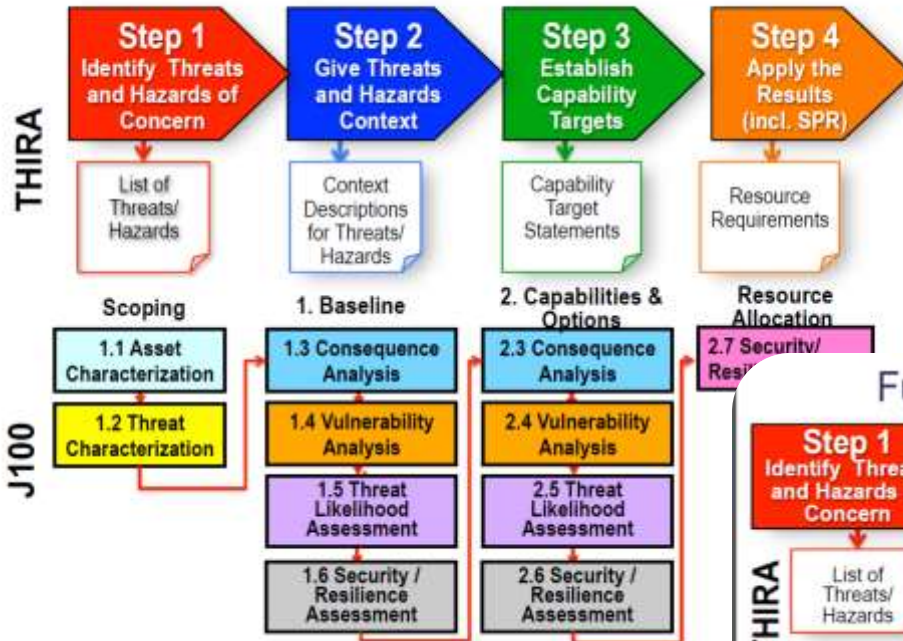 Step 1
Identify Threats
and Hazards of
Concern
Step 2
Give Threats
and Hazards
Context
Step 3
Establish
Capability
Targets
Step 4
Apply the
Results
(incl. SPR)
THIRA
List of
Threats/
Hazards
Context
Descriptions
for Threats/
Hazards
Capability
Target
Statements
Resource
Requirements
Scoping
1. Baseline
2. Capabilities &
Options
Resource
Allocation
J100
1.1 Asset
Characterization
1.2 Threat
Characterization
1.3 Consequence
Analysis
1.4 Vulnerability
Analysis
1.5 Threat
Likelihood
Assessment
1.6 Security /
Resilience
Assessment
2.3 Consequence
Analysis
2.4 Vulnerability
Analysis
2.5 Threat
Likelihood
Assessment
2.6 Security /
Resilience
Assessment
2.7 Security/
Step 1
Identify
and Hazards
Concern
List of
Threats/
Hazards